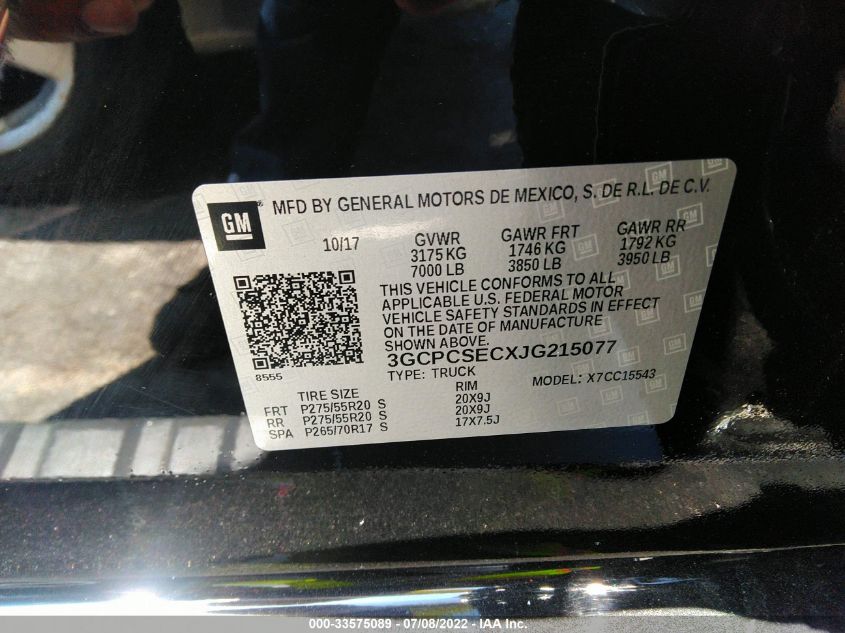 GM
®
MFD BY GENERAL MOTORS DE MEXICO, S. DE R.L. DE C.V.
10/17 GVWR GAWR FRT GAWR RR
3175 KG 1746 KG 1792 KG
7000 LB 3850 LB 3950 LB
THIS VEHICLE CONFORMS TO ALL
APPLICABLE U.S. FEDERAL MOTOR
VEHICLE SAFETY STANDARDS IN EFFECT
ON THE DATE OF MANUFACTURE
SHOWN ABOVE.
3GCPCSECXJG215077
8555
TYPE: TRUCK MODEL: X7CC15543
TIRE SIZE RIM
FRT P275/55R20 S 20X9J
RR P275/55R20 S 20X9J
SPA P265/70R17 S 17X7.5J
000-33575089 - 07/08/2022 - IAA Inc.